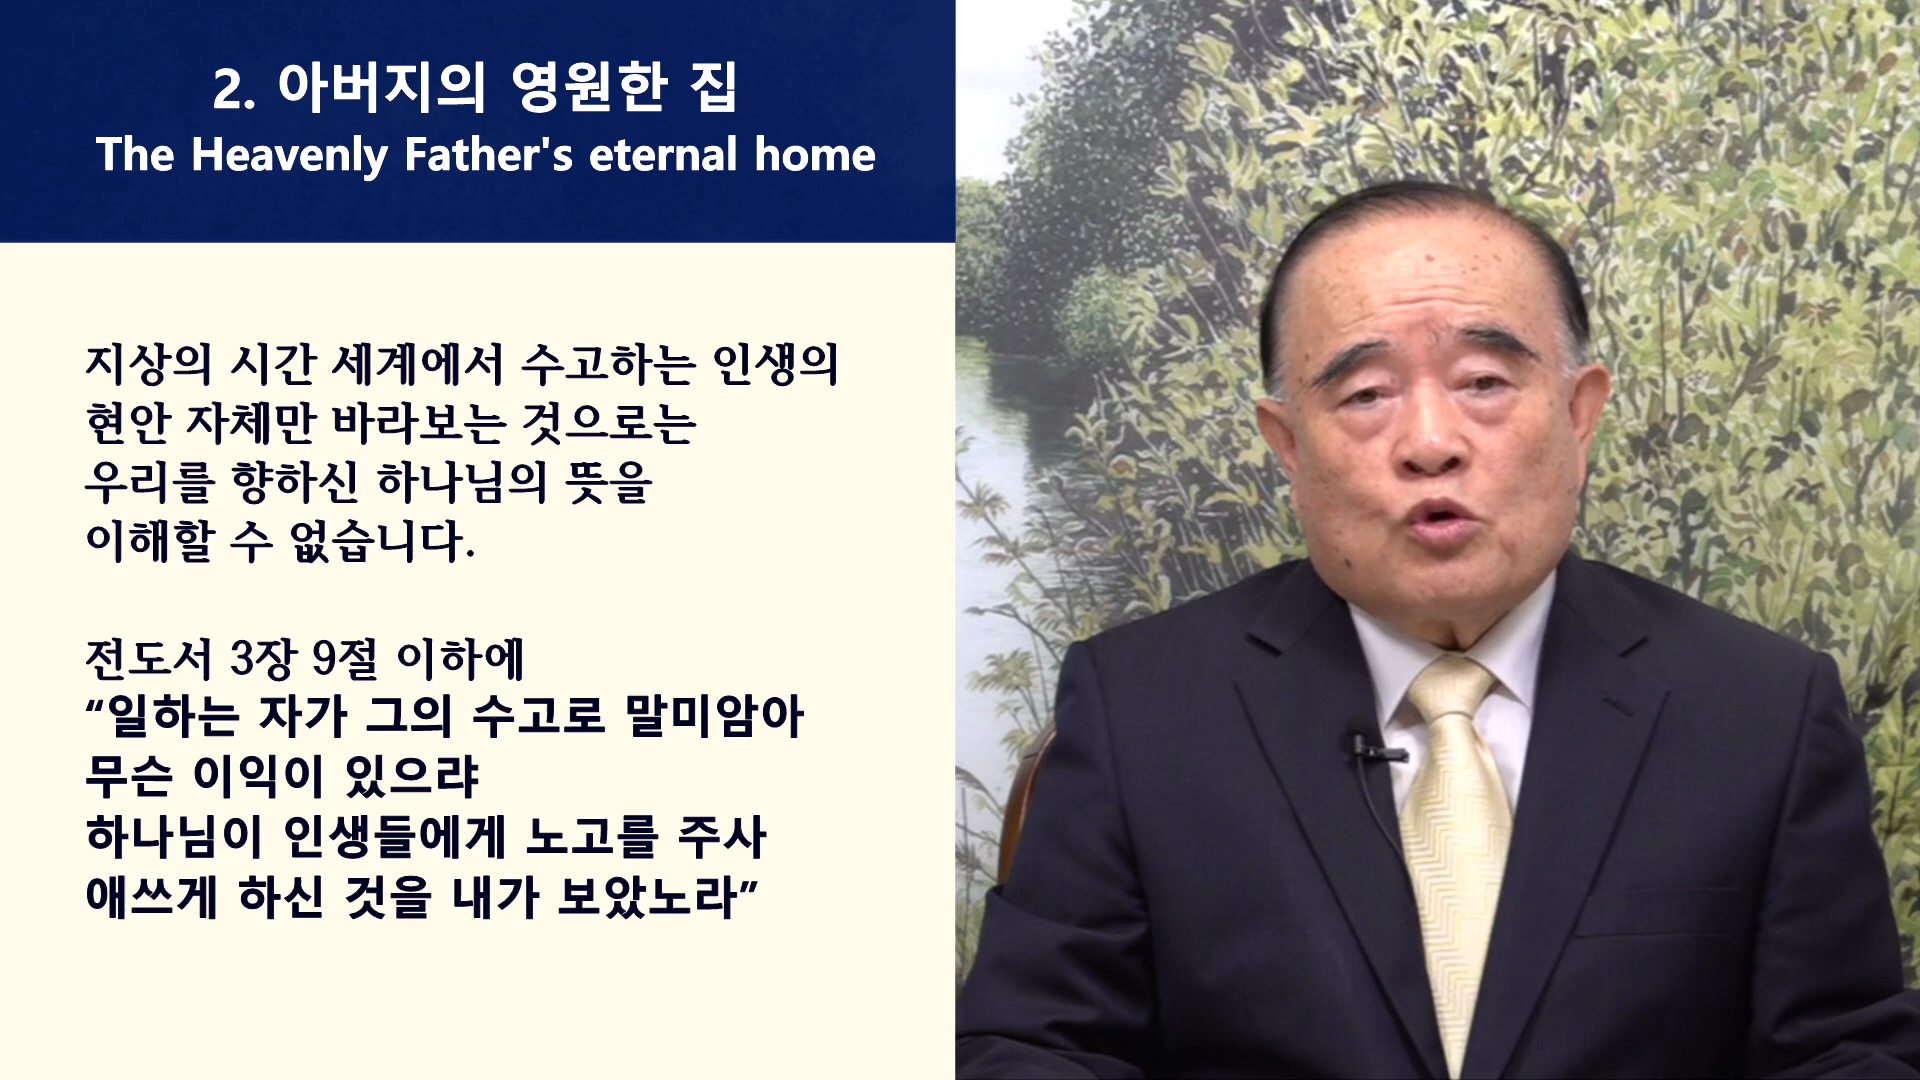 2. 아버지의 영원한 집
The Heavenly Father's eternal home
지상의 시간 세계에서 수고하는 인생의
현안 자체만 바라보는 것으로는
우리를 향하신 하나님의 뜻을
이해할 수 없습니다.
전도서 3장 9절 이하에
“일하는 자가 그의 수고로 말미암아
무슨 이익이 있으랴
하나님이 인생들에게 노고를 주사
애쓰게 하신 것을 내가 보았노라”